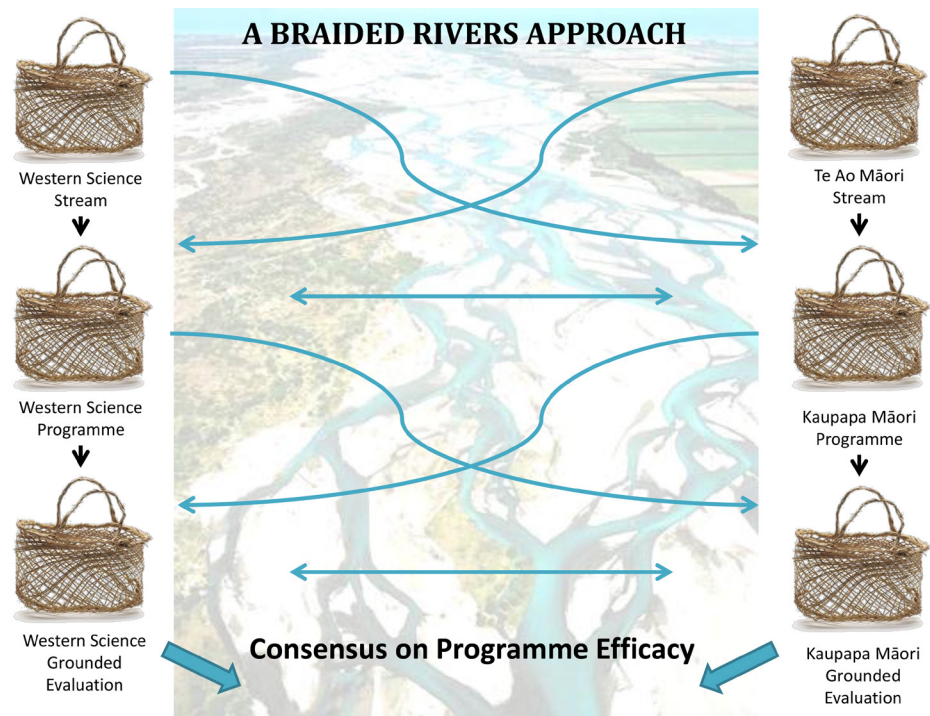 A BRAIDED RIVERS APPROACH
Western Science
Stream
Te Ao Māori
Stream
Western Science
Programme
Kaupapa Māori
Programme
Western Science
Grounded
Evaluation
Consensus on Programme Efficacy
Kaupapa Māori
Grounded
Evaluation